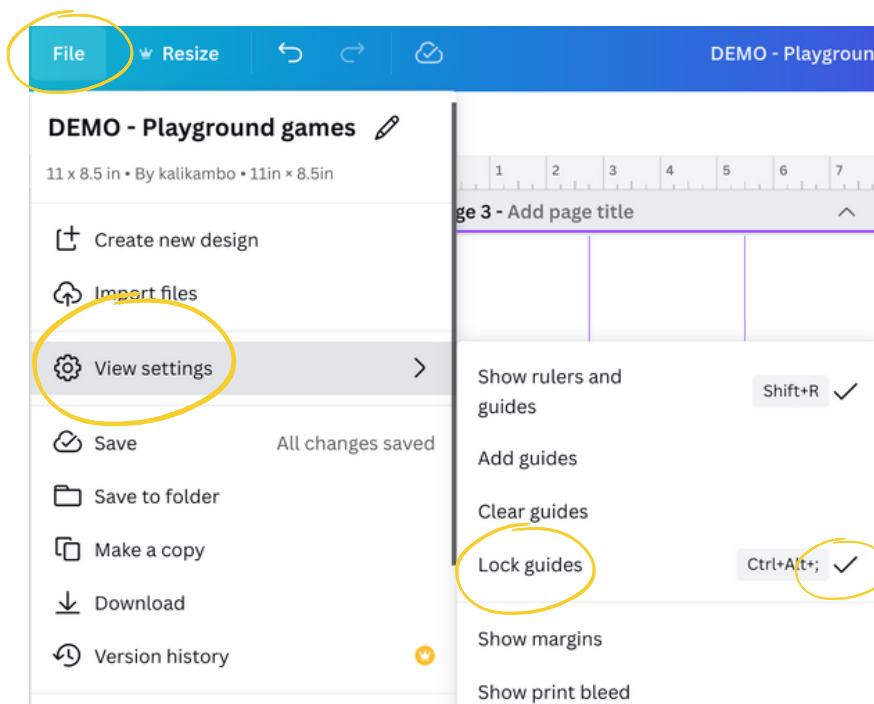 File Resize DEMO - Playgroun
DEMO - Playground games
11 x 8.5 in • By kalikambo • 11in × 8.5in
1 2 3 4 5 6 7
ge 3 - Add page title
Create new design
Import files
View settings
Show rulers and
guides
Shift+R
Add guides
Clear guides
Lock guides Ctrl+Alt+;
Show margins
Show print bleed
Save All changes saved
Save to folder
Make a copy
Download
Version history